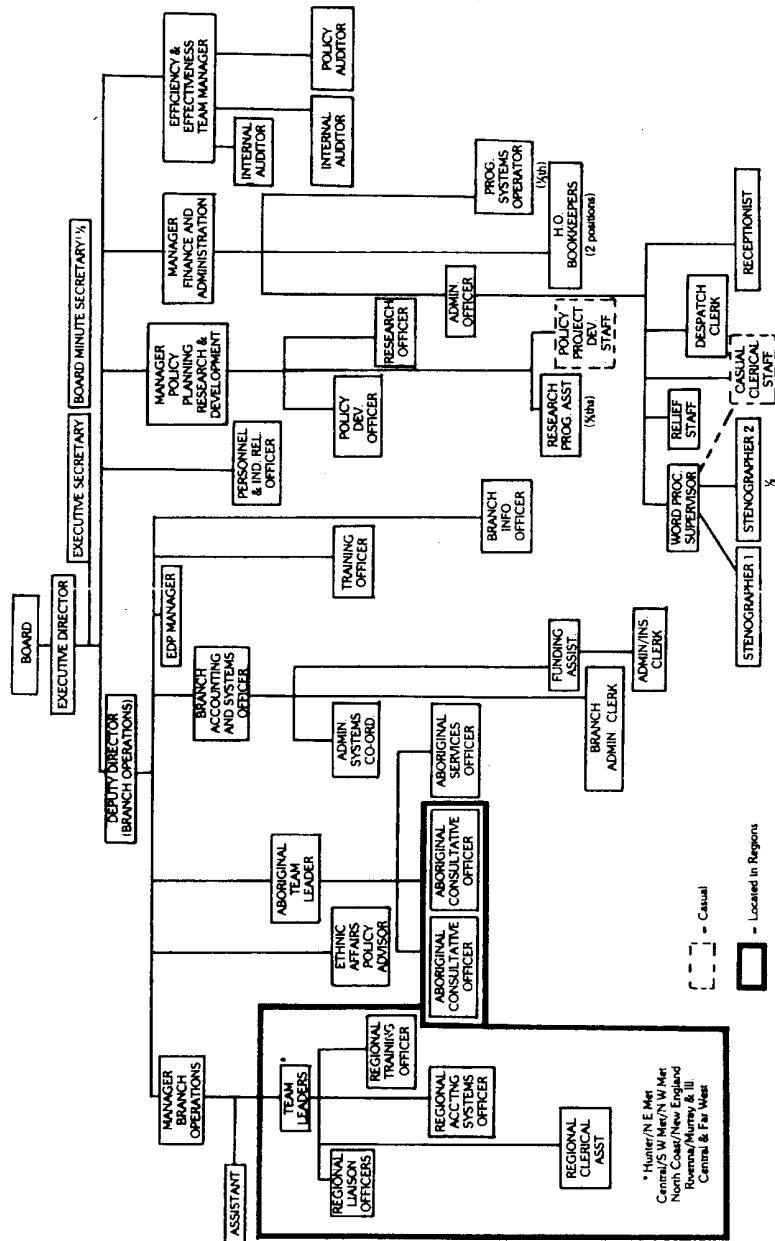 BOARD
EXECUTIVE DIRECTOR
EXECUTIVE SECRETARY
BOARD MINUTE SECRETARY ½
DEPUTY DIRECTOR
(BRANCH OPERATIONS)
PERSONNEL
& IND. REL.
OFFICER
MANAGER
POLICY
PLANNING
RESEARCH &
DEVELOPMENT
MANAGER
FINANCE AND
ADMINISTRATION
EFFICIENCY &
EFFECTIVENESS
TEAM MANAGER
INTERNAL
AUDITOR
INTERNAL
AUDITOR
POLICY
AUDITOR
MANAGER
BRANCH
OPERATIONS
ETHNIC
AFFAIRS
POLICY
ADVISOR
ABORIGINAL
TEAM
LEADER
BRANCH
ACCOUNTING
AND SYSTEMS
OFFICER
EDP MANAGER
TRAINING
OFFICER
BRANCH
INFO
OFFICER
POLICY
DEV.
OFFICER
RESEARCH
OFFICER
ADMIN.
OFFICER
PROG.
SYSTEMS
OPERATOR
H.O.
BOOKKEEPERS
(2 positions)
ASSISTANT
TEAM
LEADERS
*
REGIONAL
LIAISON
OFFICERS
REGIONAL
TRAINING
OFFICER
REGIONAL
ACCTNG
SYSTEMS
OFFICER
REGIONAL
CLERICAL
ASST
ABORIGINAL
CONSULTATIVE
OFFICER
ABORIGINAL
CONSULTATIVE
OFFICER
ABORIGINAL
SERVICES
OFFICER
ADMIN.
SYSTEMS
CO-ORD.
BRANCH
ADMIN CLERK
FUNDING
ASSIST.
ADMIN/INS.
CLERK
RESEARCH
PROG. ASST
POLICY
PROJECT
DEV.
STAFF
WORD PROC.
SUPERVISOR
RELIEF
STAFF
CASUAL
CLERICAL
STAFF
DESPATCH
CLERK
RECEPTIONIST
STENOGRAPHER 1
STENOGRAPHER 2
½
* Hunter/N E Met
Central/S W Met/N W Met
North Coast/New England
Riverina/Murray & Ill.
Central & Far West
- Casual
- Located in Regions